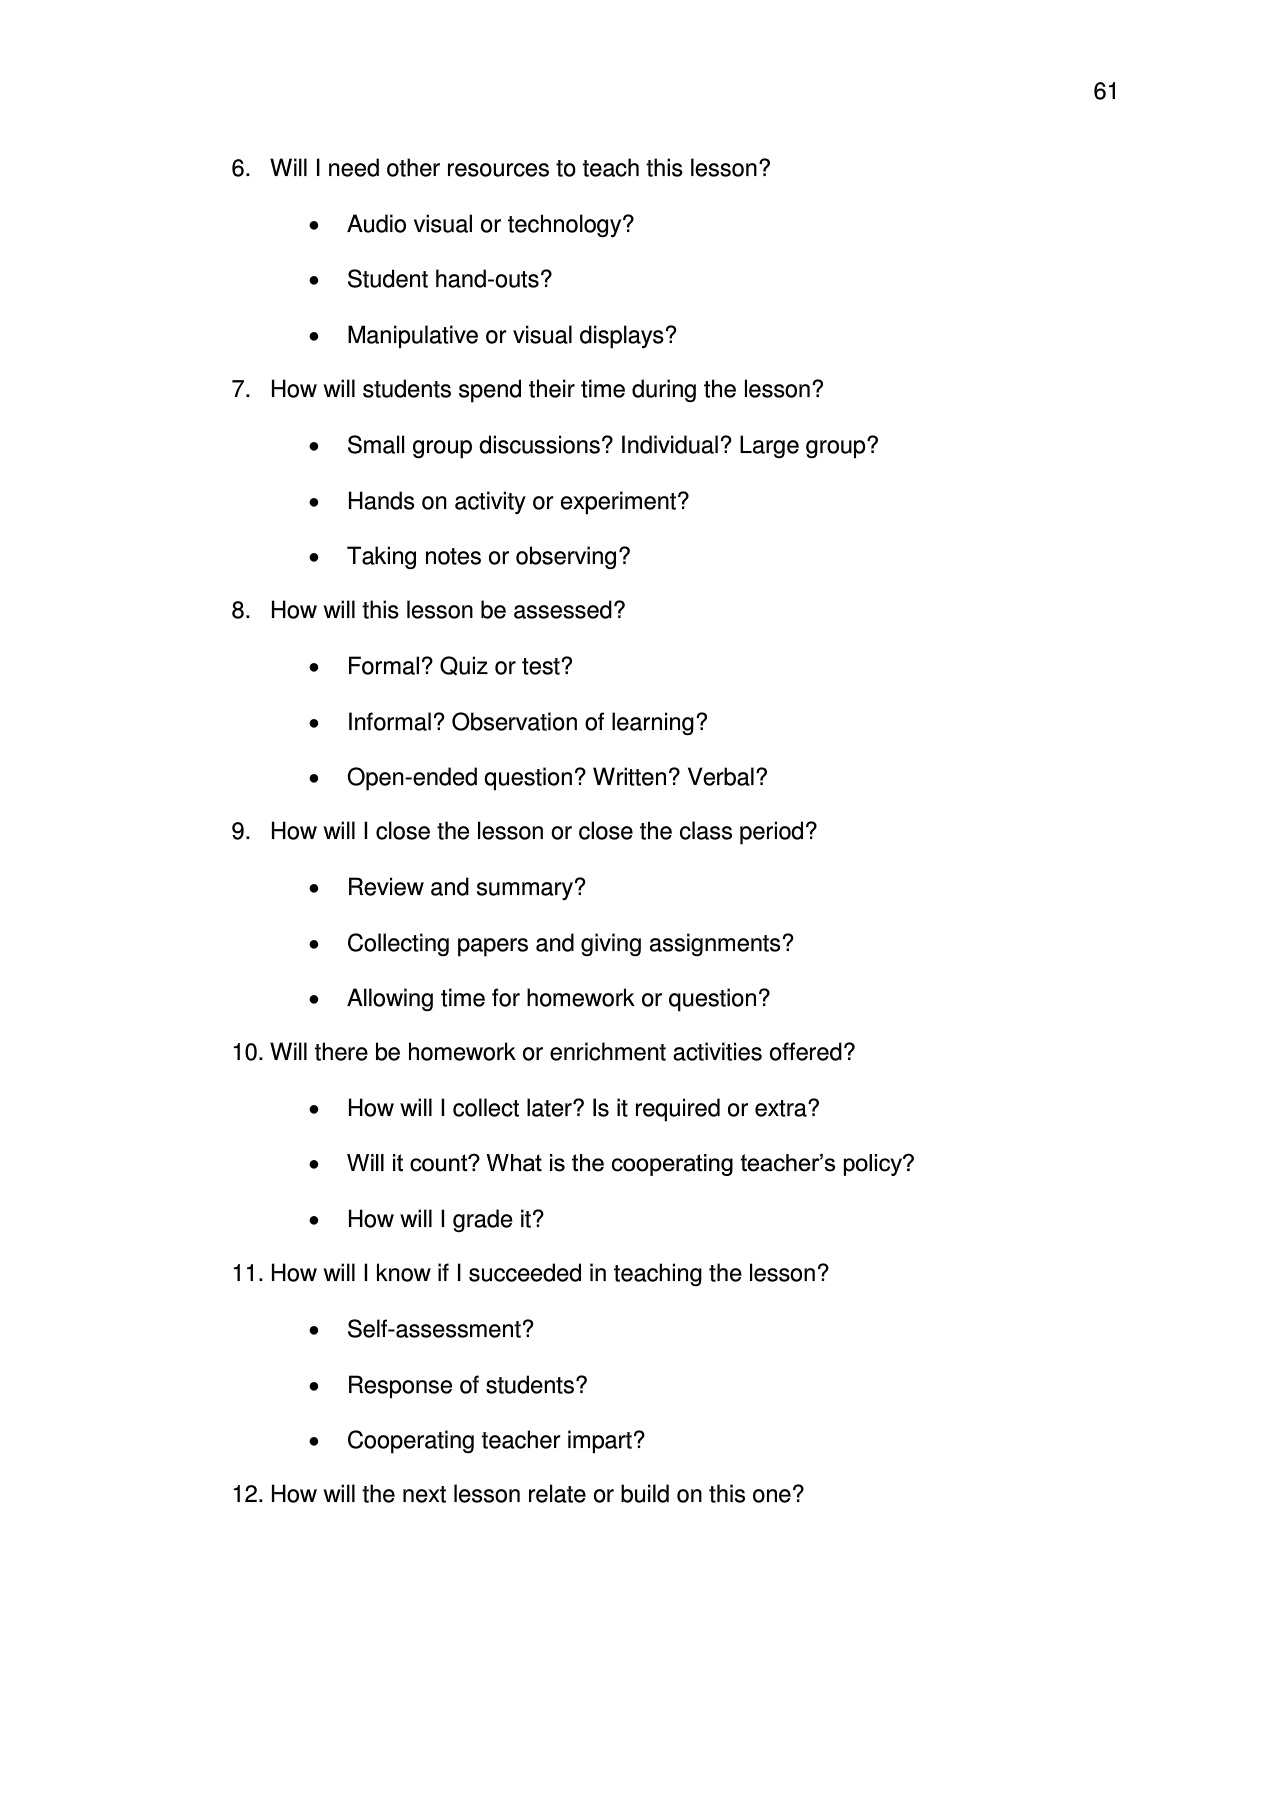 61
6. Will I need other resources to teach this lesson?
• Audio visual or technology?
• Student hand-outs?
• Manipulative or visual displays?
7. How will students spend their time during the lesson?
• Small group discussions? Individual? Large group?
• Hands on activity or experiment?
• Taking notes or observing?
8. How will this lesson be assessed?
• Formal? Quiz or test?
• Informal? Observation of learning?
• Open-ended question? Written? Verbal?
9. How will I close the lesson or close the class period?
• Review and summary?
• Collecting papers and giving assignments?
• Allowing time for homework or question?
10. Will there be homework or enrichment activities offered?
• How will I collect later? Is it required or extra?
• Will it count? What is the cooperating teacher’s policy?
• How will I grade it?
11. How will I know if I succeeded in teaching the lesson?
• Self-assessment?
• Response of students?
• Cooperating teacher impart?
12. How will the next lesson relate or build on this one?